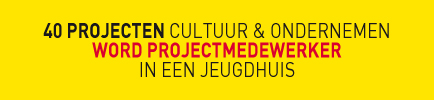 40 PROJECTEN CULTUUR & ONDERNEMEN
WORD PROJECTMEDEWERKER
IN EEN JEUGDHUIS